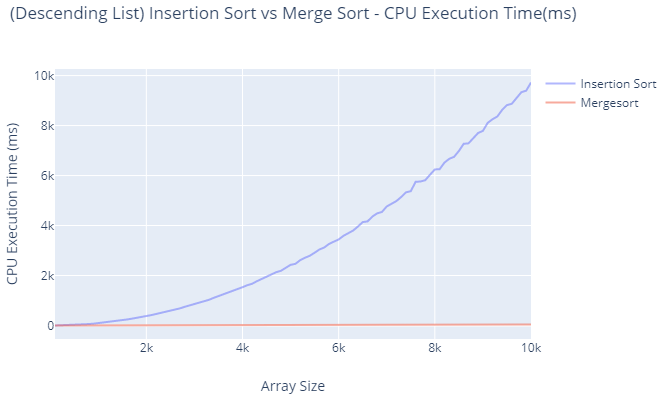 (Descending List) Insertion Sort vs Merge Sort - CPU Execution Time(ms)
Insertion Sort
Mergesort
CPU Execution Time (ms)
10k
8k
6k
4k
2k
0
2k 4k 6k 8k 10k
Array Size